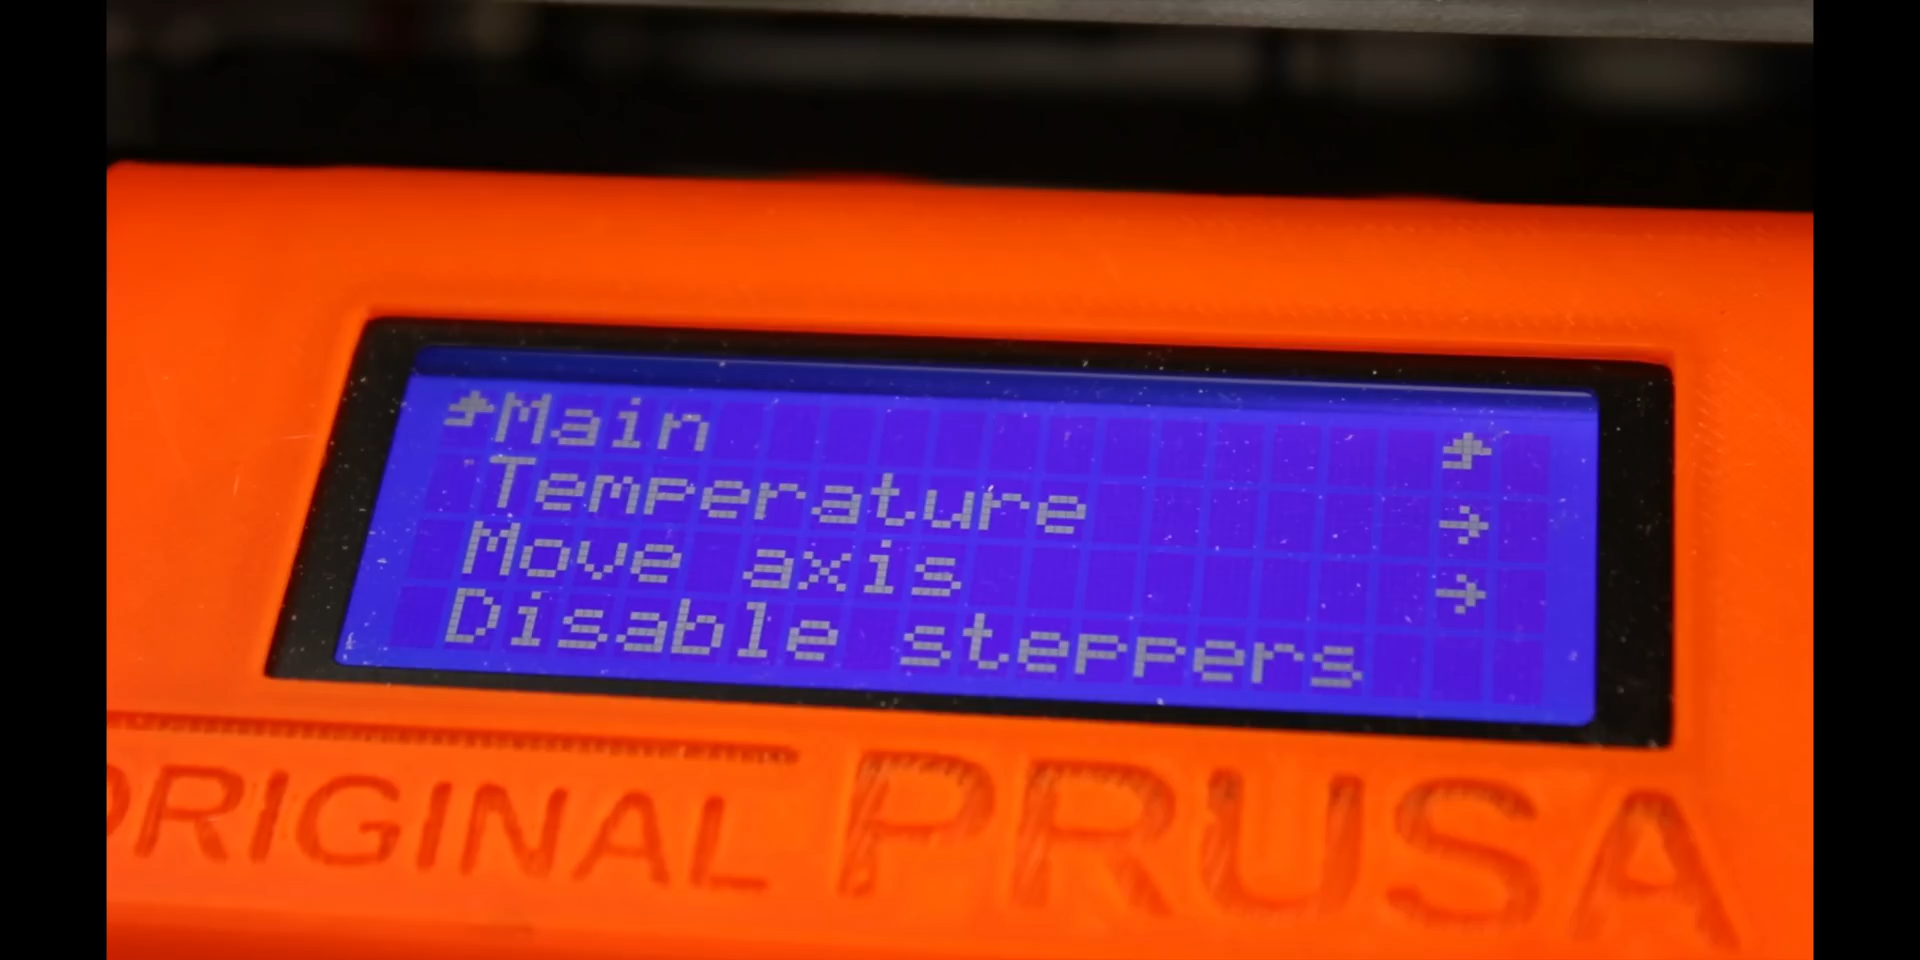 Main
Temperature
Move axis
Disable steppers
ORIGINAL PRUSA